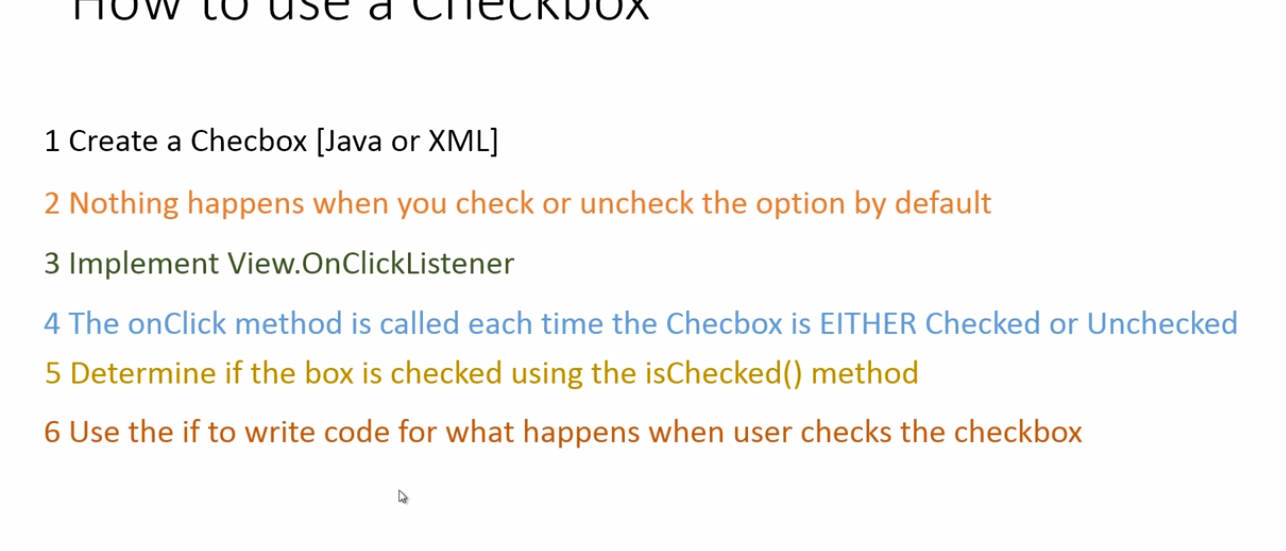 How to use a Checkbox
1 Create a Checbox [Java or XML]
2 Nothing happens when you check or uncheck the option by default
3 Implement View.OnClickListener
4 The onClick method is called each time the Checbox is EITHER Checked or Unchecked
5 Determine if the box is checked using the isChecked() method
6 Use the if to write code for what happens when user checks the checkbox